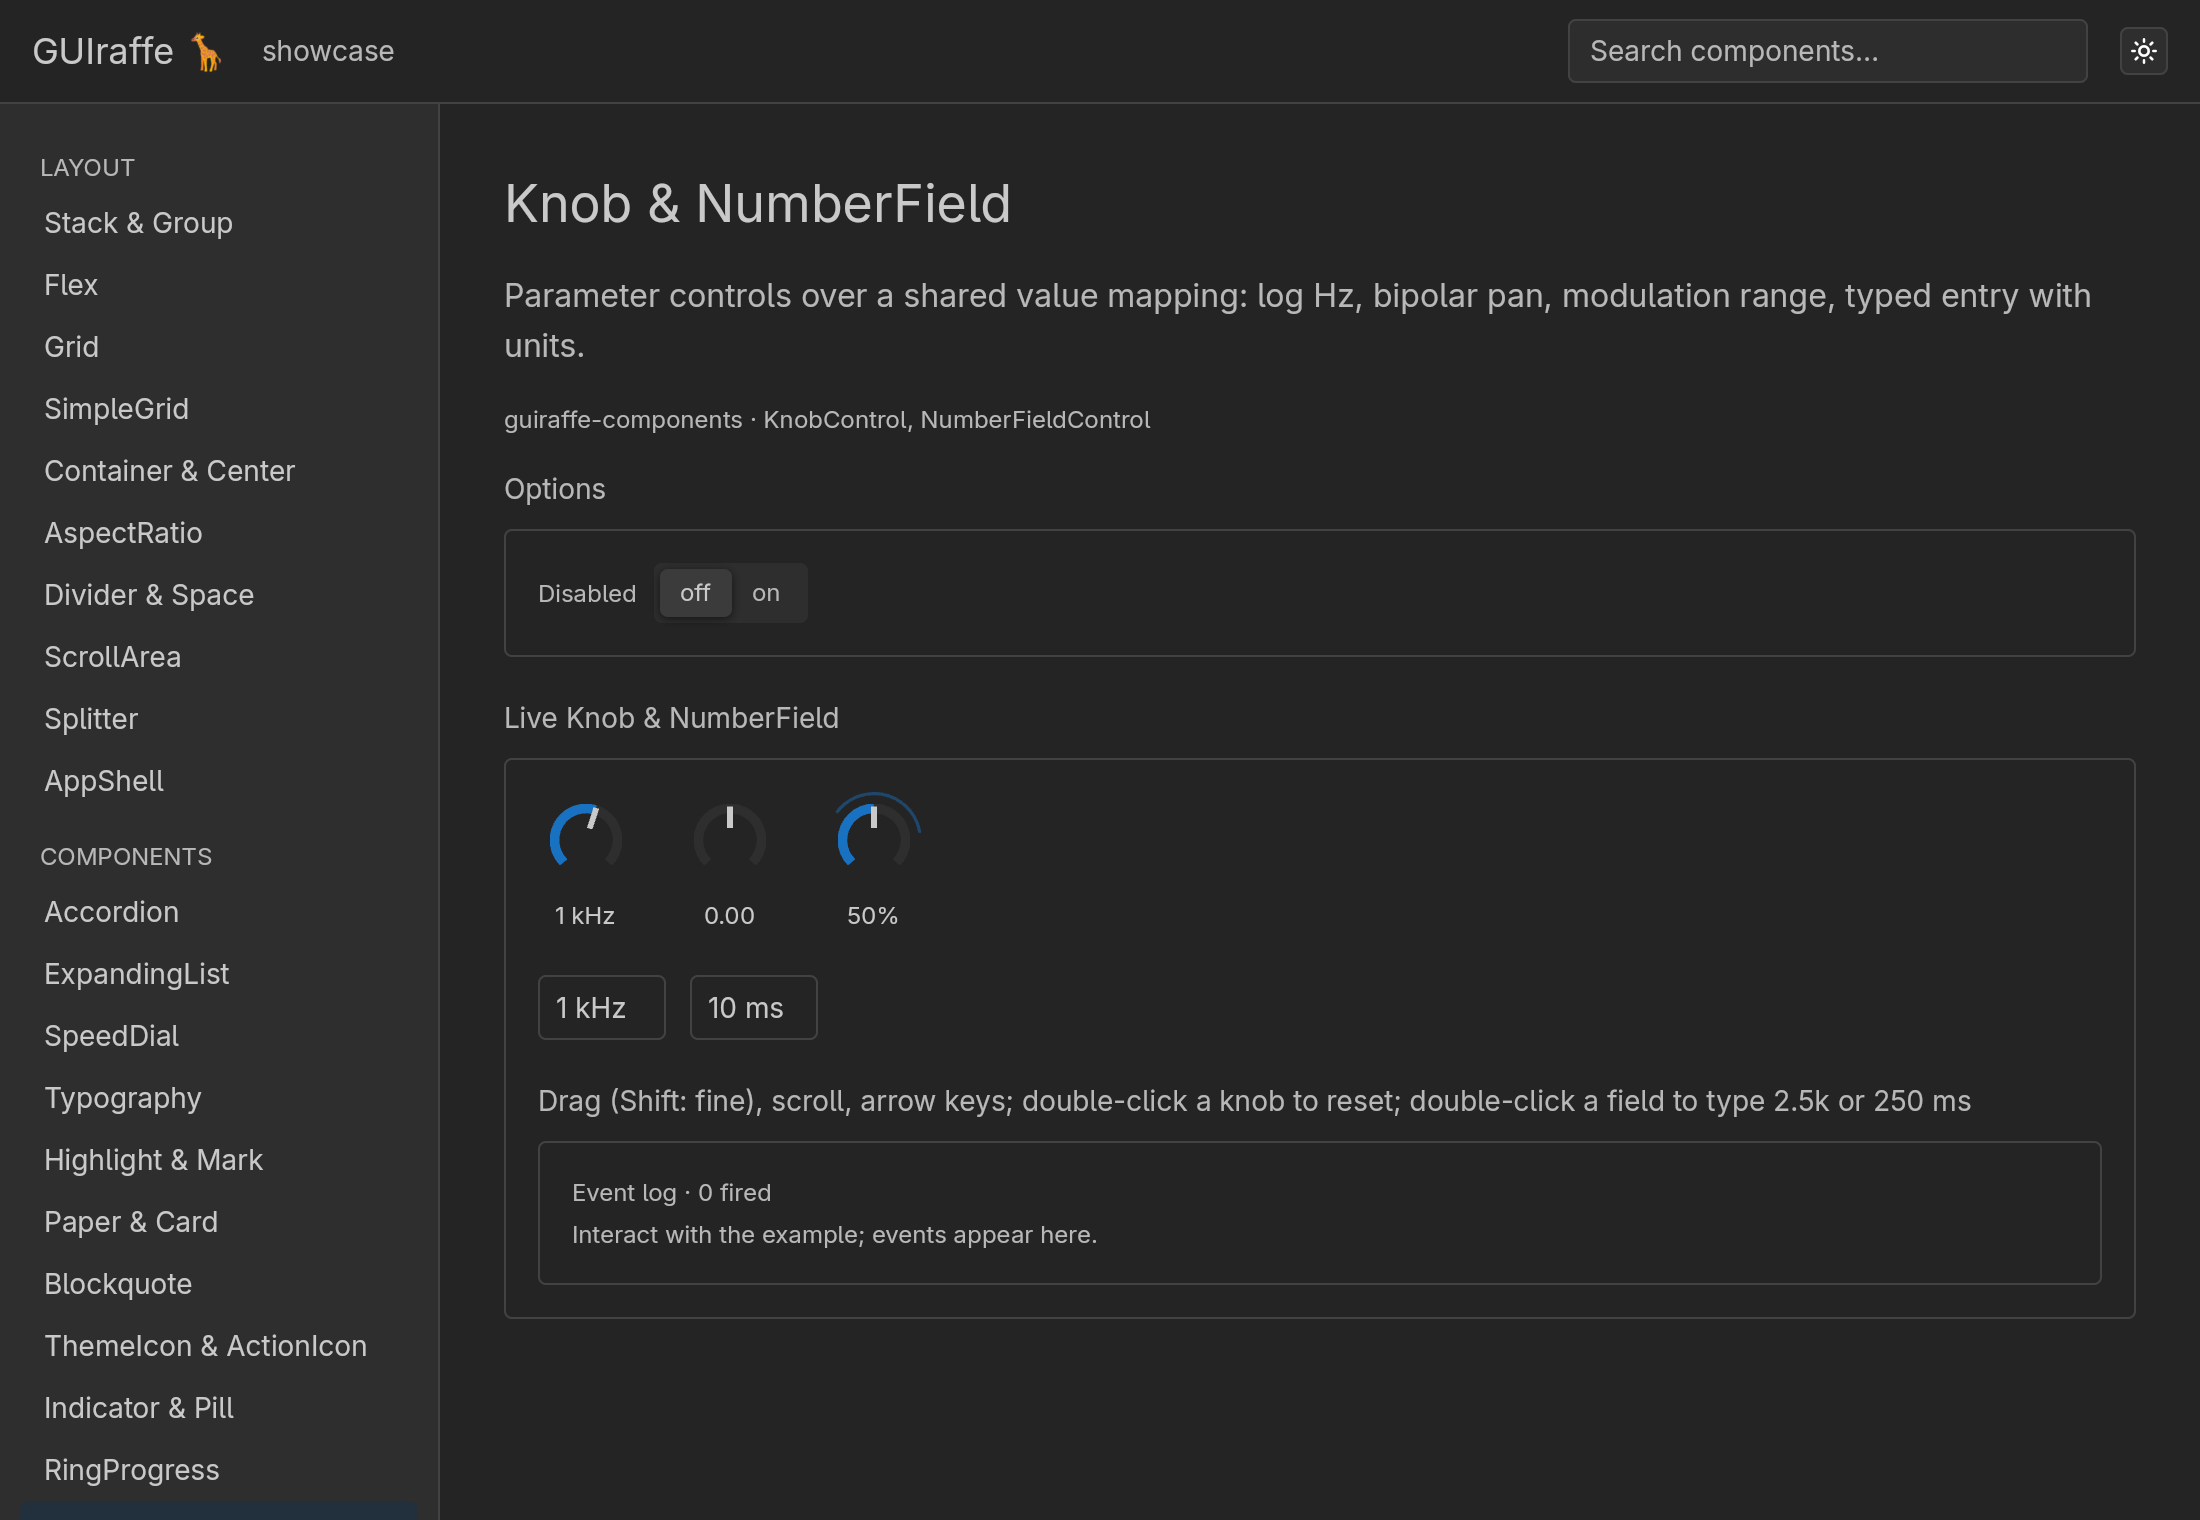 GUIraffe 🦒 showcase
Search components...
LAYOUT
Stack & Group
Flex
Grid
SimpleGrid
Container & Center
AspectRatio
Divider & Space
ScrollArea
Splitter
AppShell
COMPONENTS
Accordion
ExpandingList
SpeedDial
Typography
Highlight & Mark
Paper & Card
Blockquote
ThemeIcon & ActionIcon
Indicator & Pill
RingProgress
Knob & NumberField
Parameter controls over a shared value mapping: log Hz, bipolar pan, modulation range, typed entry with
units.
guiraffe-components · KnobControl, NumberFieldControl
Options
Disabled off on
Live Knob & NumberField
1 kHz 0.00 50%
1 kHz 10 ms
Drag (Shift: fine), scroll, arrow keys; double-click a knob to reset; double-click a field to type 2.5k or 250 ms
Event log · 0 fired
Interact with the example; events appear here.